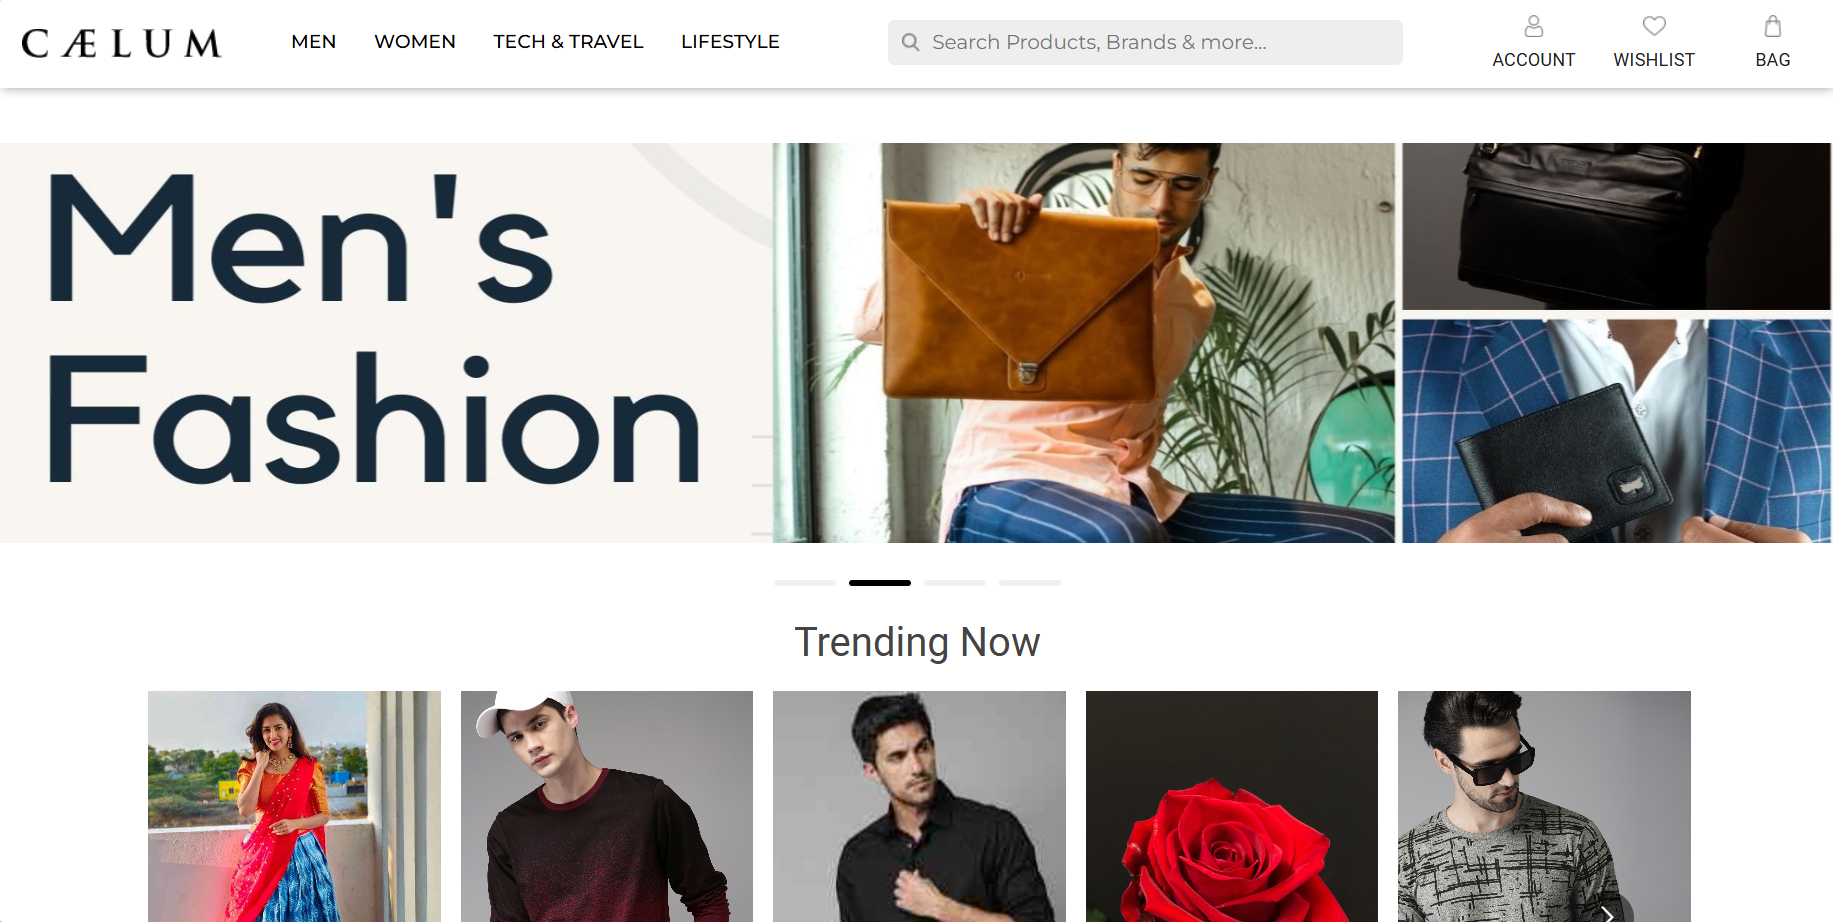 CÆLUM
MEN
WOMEN
TECH & TRAVEL
LIFESTYLE
Search Products, Brands & more...
ACCOUNT
WISHLIST
BAG
Men's
Fashion
Trending Now